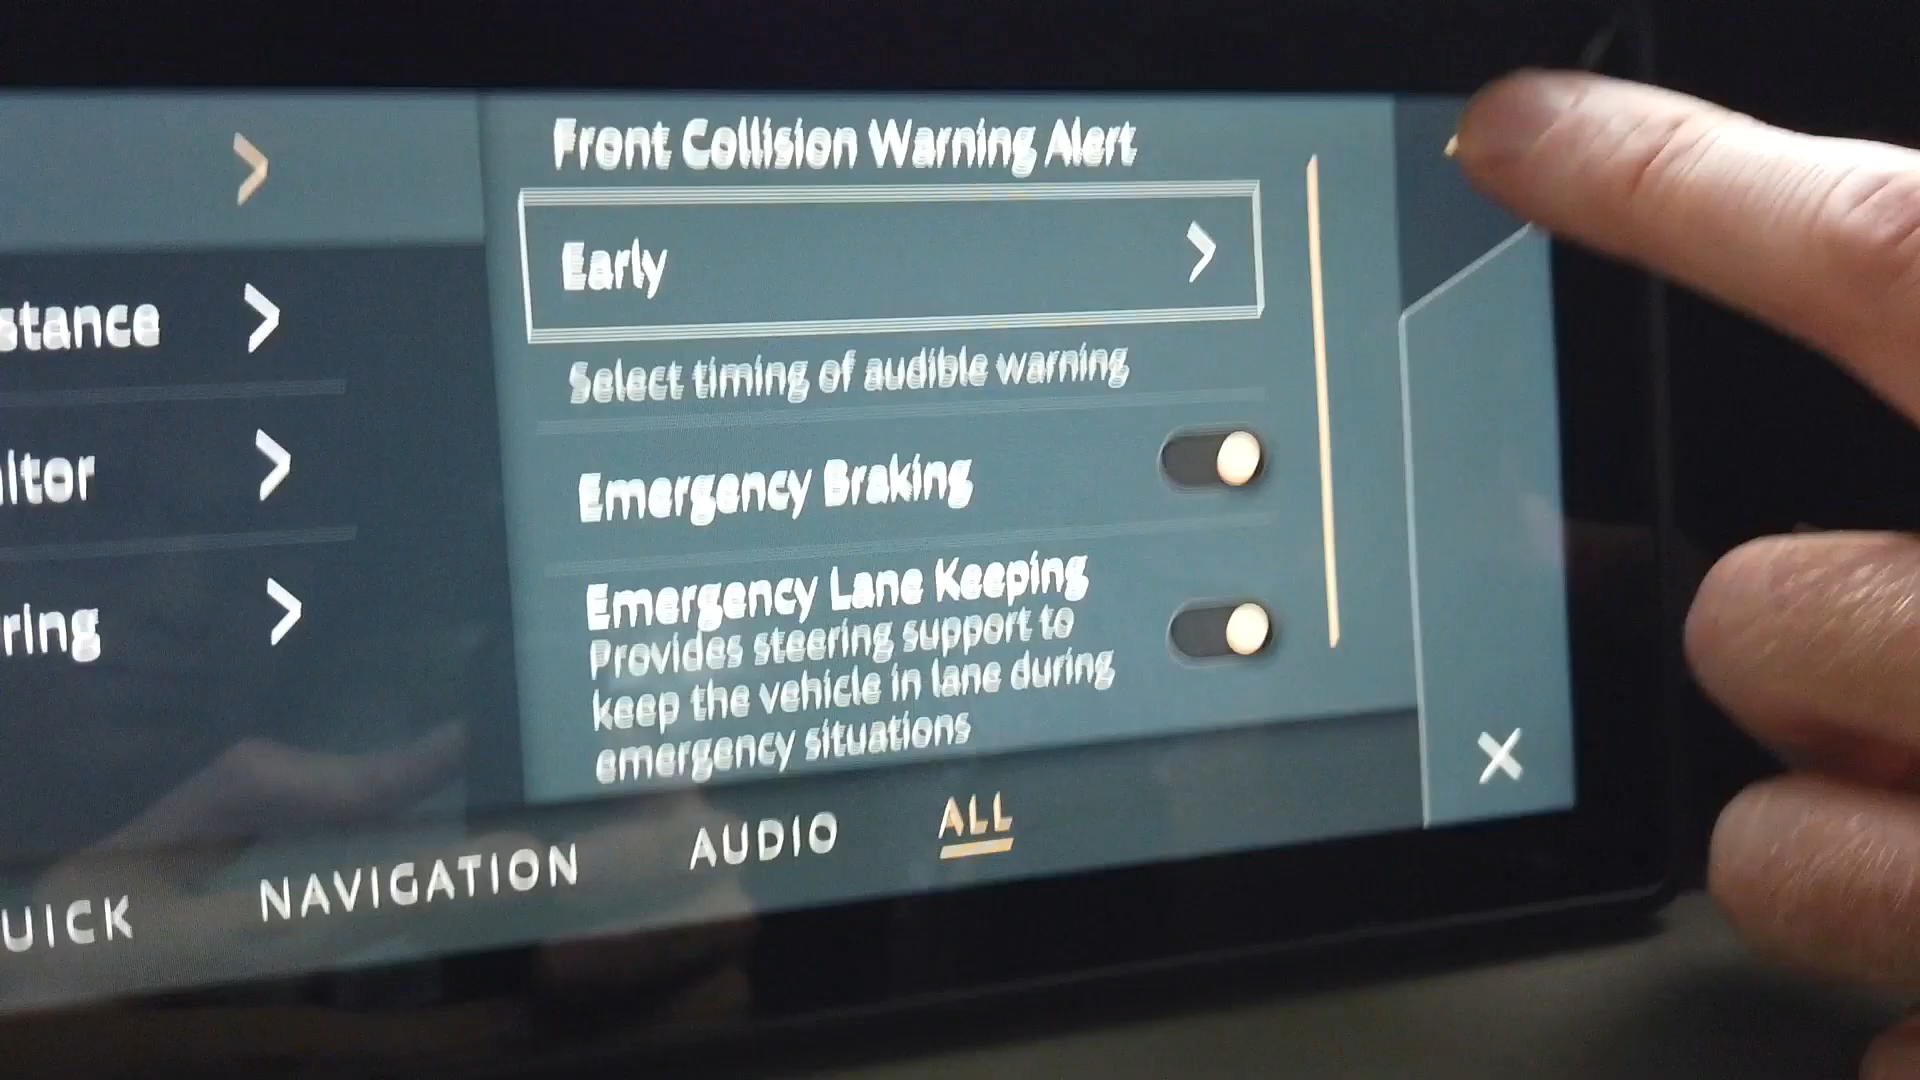 Front Collision Warning Alert
Early
Select timing of audible warning
stance
Emergency Braking
itor
Emergency Lane Keeping
Provides steering support to
keep the vehicle in lane during
emergency situations
ring
UICK NAVIGATION AUDIO ALL